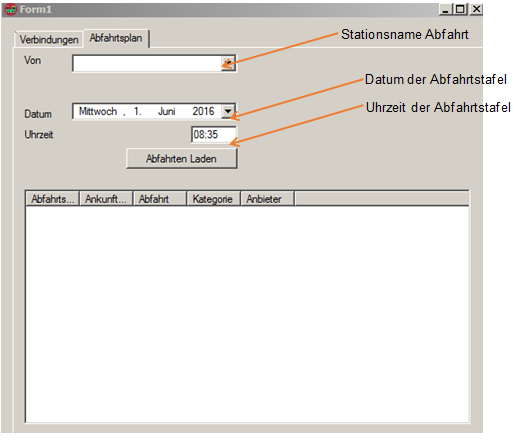 Form1
Verbindungen Abfahrtsplan
Stationsname Abfahrt
Von
Datum der Abfahrtstafel
Datum Mittwoch , 1. Juni 2016
Uhrzeit der Abfahrtstafel
Uhrzeit 08:35
Abfahrten Laden
Abfahrts... Ankunft... Abfahrt Kategorie Anbieter